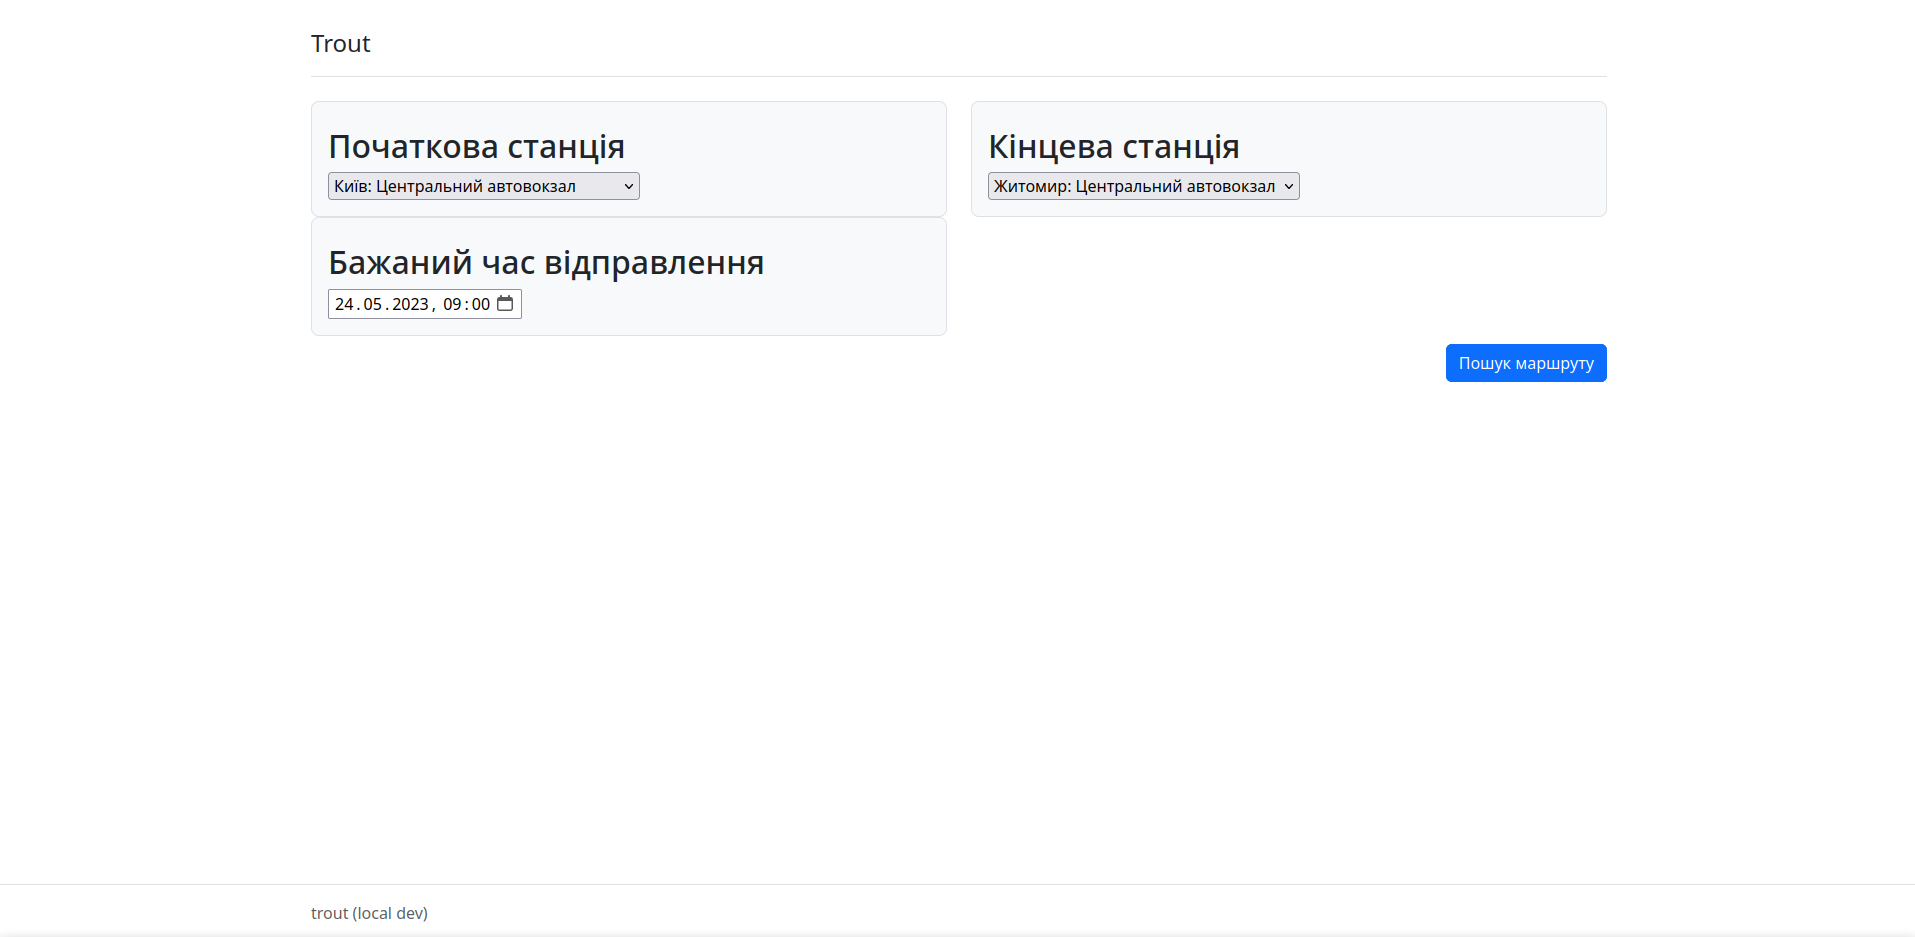 Trout
Початкова станція
Київ: Центральний автовокзал
Кінцева станція
Житомир: Центральний автовокзал
Бажаний час відправлення
24.05.2023, 09:00
Пошук маршруту
trout (local dev)